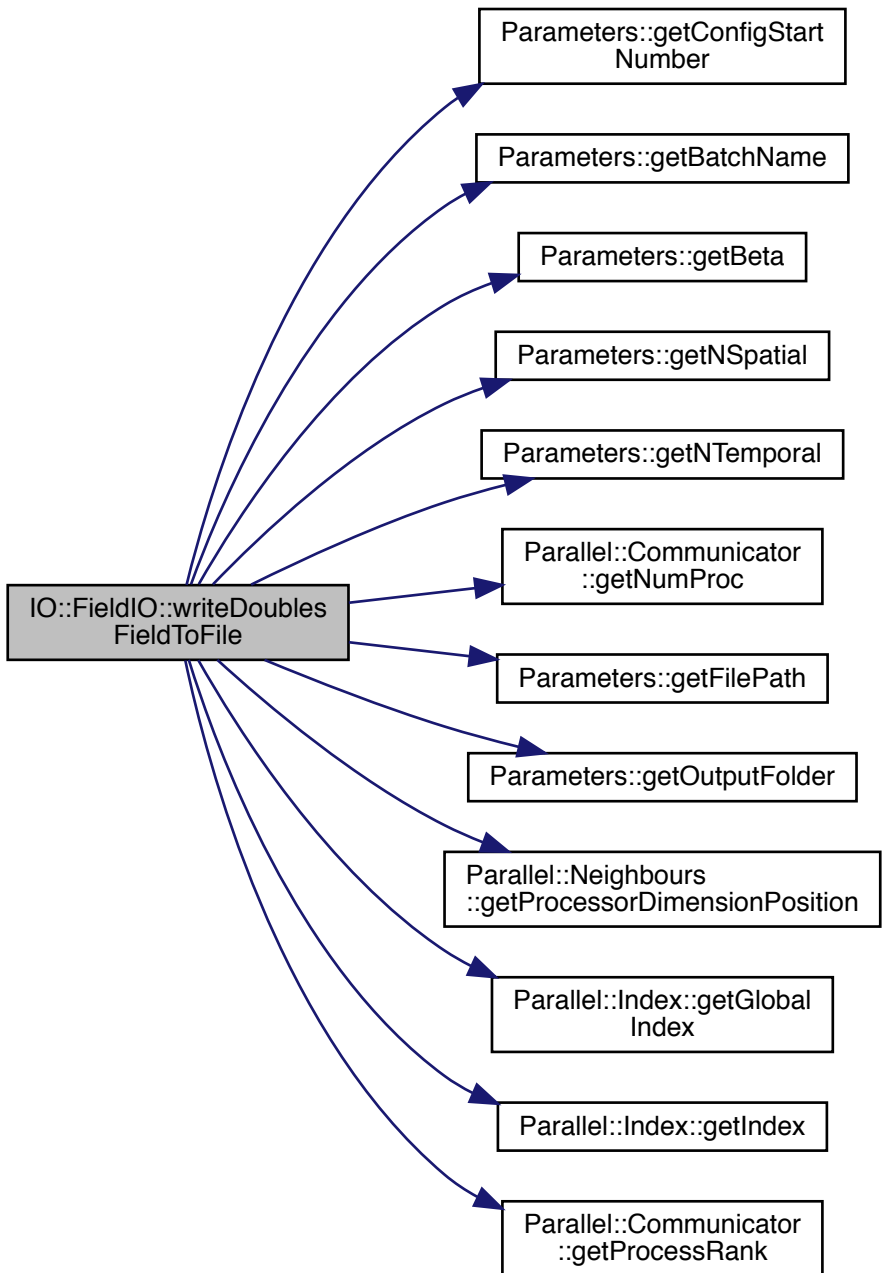 Parameters::getConfigStart
Number
Parameters::getBatchName
Parameters::getBeta
Parameters::getNSpatial
Parameters::getNTemporal
Parallel::Communicator
::getNumProc
IO::FieldIO::writeDoubles
FieldToFile
Parameters::getFilePath
Parameters::getOutputFolder
Parallel::Neighbours
::getProcessorDimensionPosition
Parallel::Index::getGlobal
Index
Parallel::Index::getIndex
Parallel::Communicator
::getProcessRank